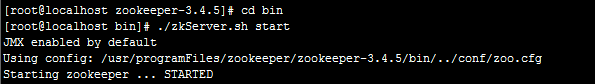 [root@localhost zookeeper-3.4.5]# cd bin
[root@localhost bin]# ./zkServer.sh start
JMX enabled by default
Using config: /usr/programFiles/zookeeper/zookeeper-3.4.5/bin/../conf/zoo.cfg
Starting zookeeper ... STARTED